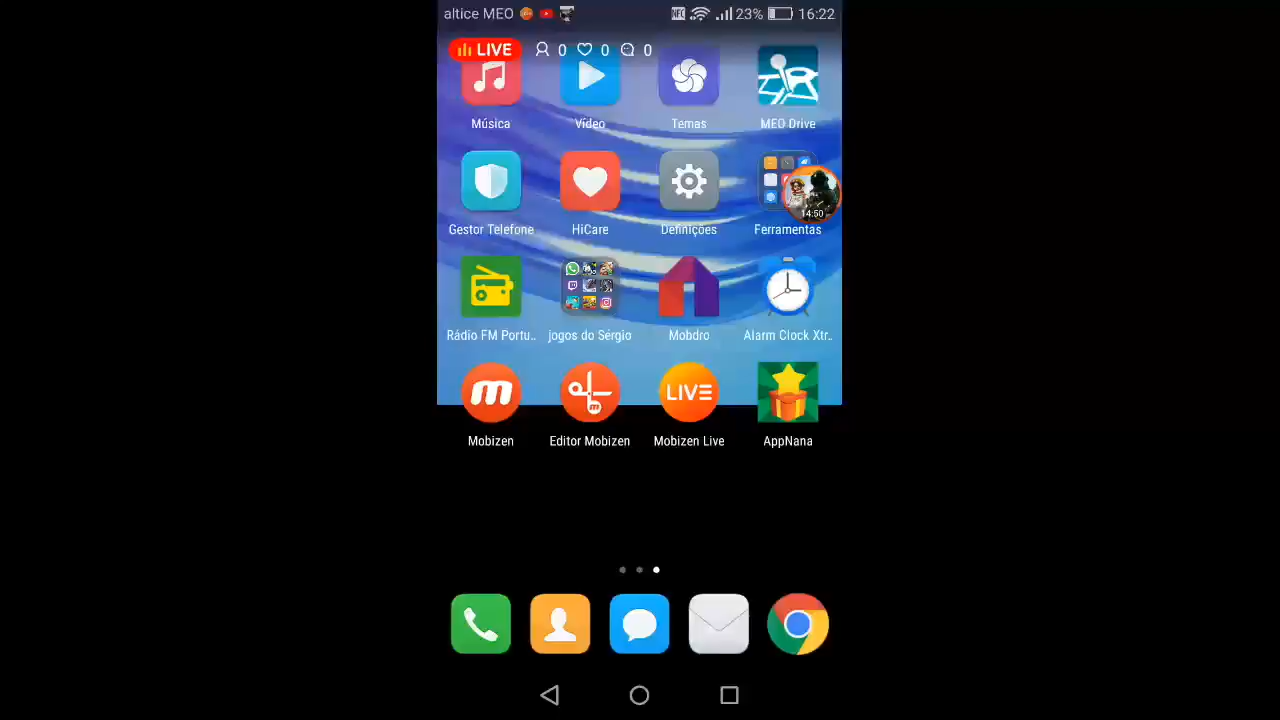 altice MEO NFC 23% 16:22
LIVE 0 0 0
Música Vídeo Temas MEO Drive
14:50
Gestor Telefone HiCare Definições Ferramentas
Rádio FM Portu.. jogos do Sérgio Mobdro Alarm Clock Xtr..
m m LIVE
Mobizen Editor Mobizen Mobizen Live AppNana